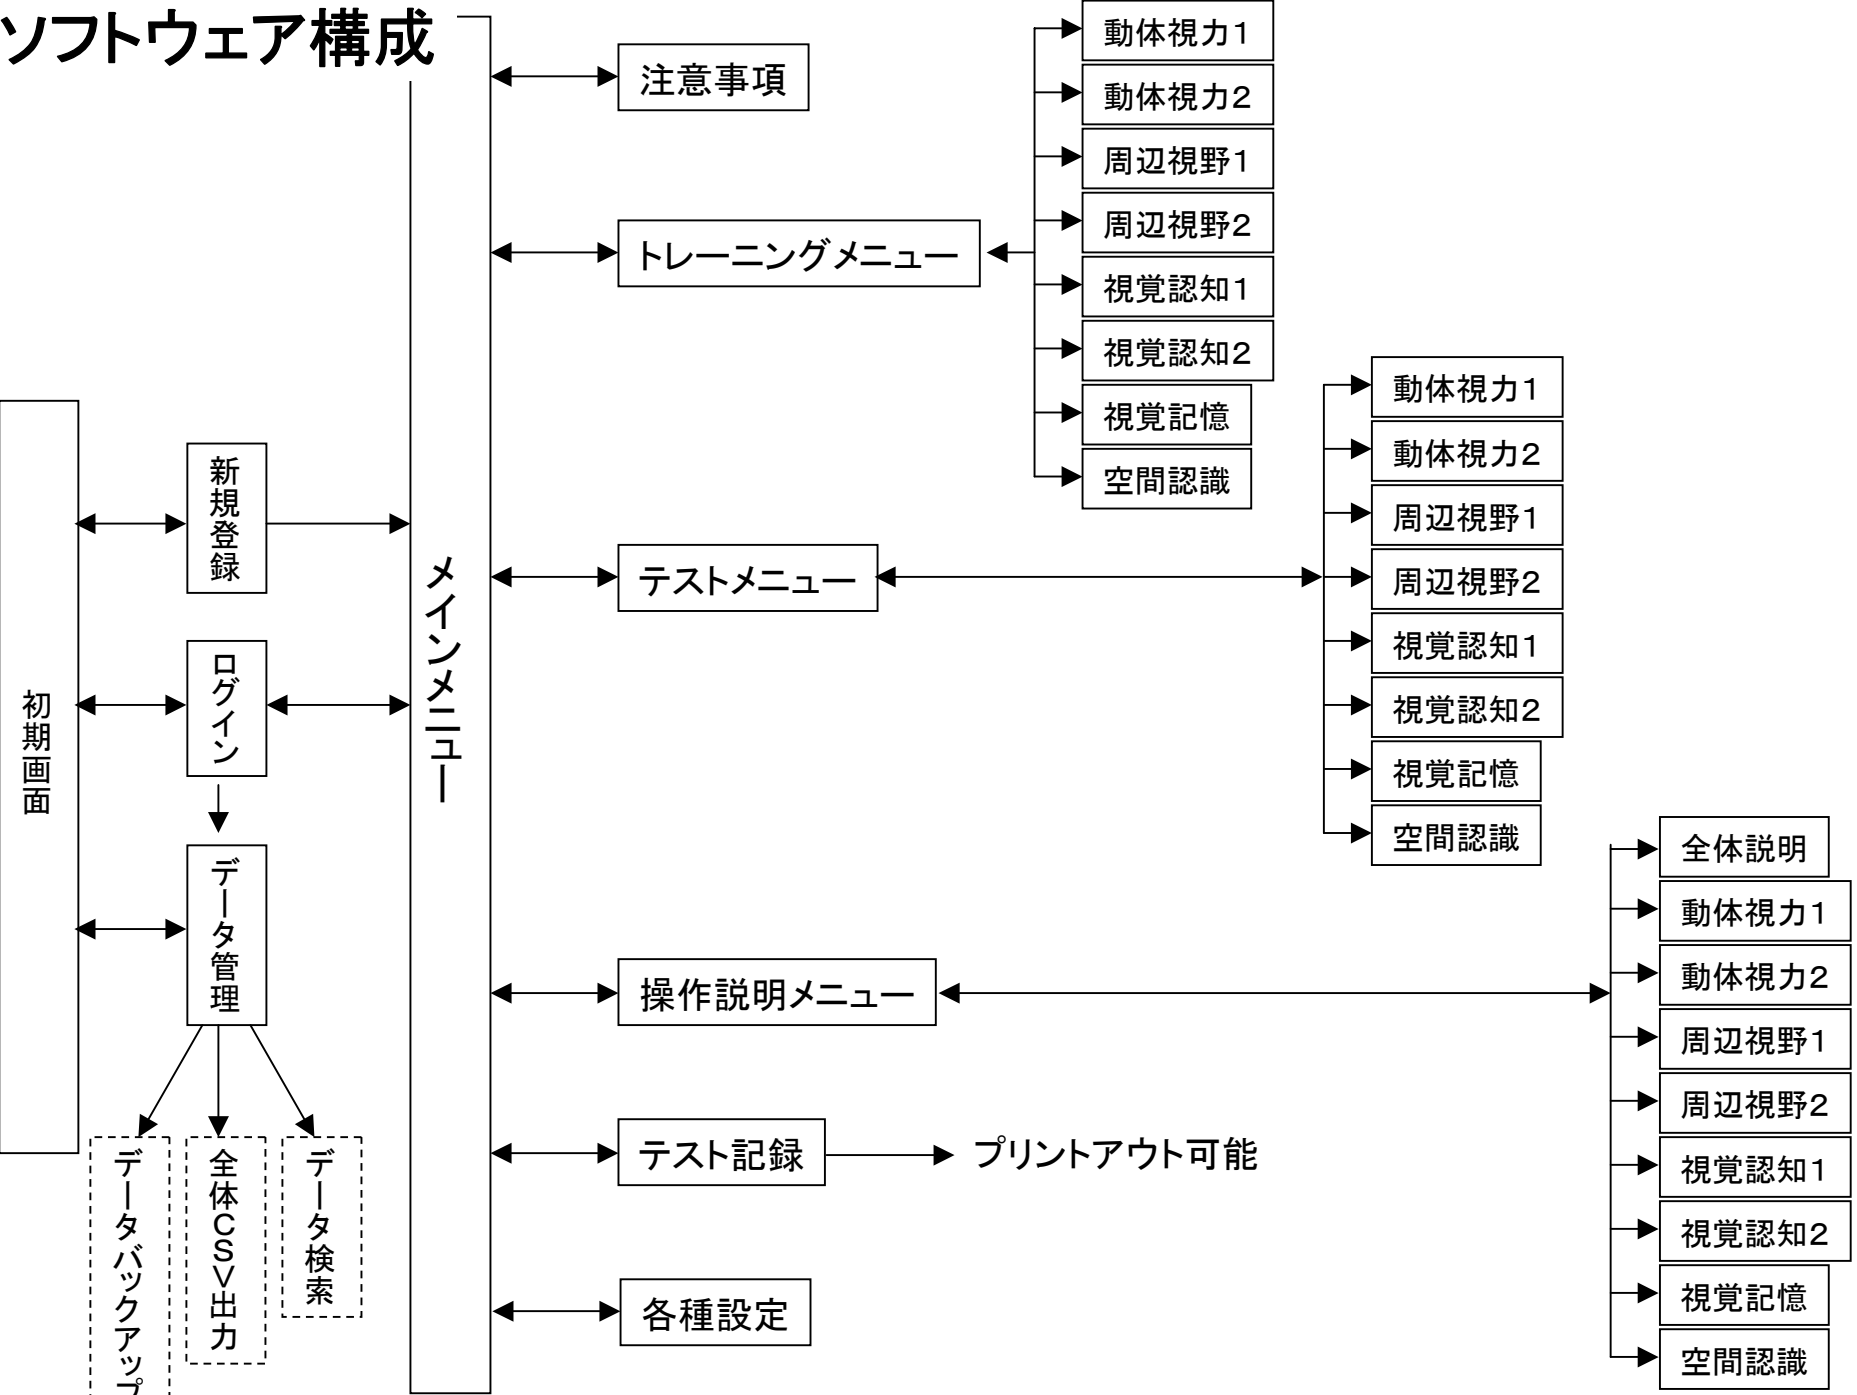 ソフトウェア構成
初期画面
新規登録
ログイン
データ管理
データバックアップ
全体CSV出力
データ検索
メインメニュー
注意事項
トレーニングメニュー
動体視力1
動体視力2
周辺視野1
周辺視野2
視覚認知1
視覚認知2
視覚記憶
空間認識
テストメニュー
動体視力1
動体視力2
周辺視野1
周辺視野2
視覚認知1
視覚認知2
視覚記憶
空間認識
操作説明メニュー
全体説明
動体視力1
動体視力2
周辺視野1
周辺視野2
視覚認知1
視覚認知2
視覚記憶
空間認識
テスト記録
プリントアウト可能
各種設定